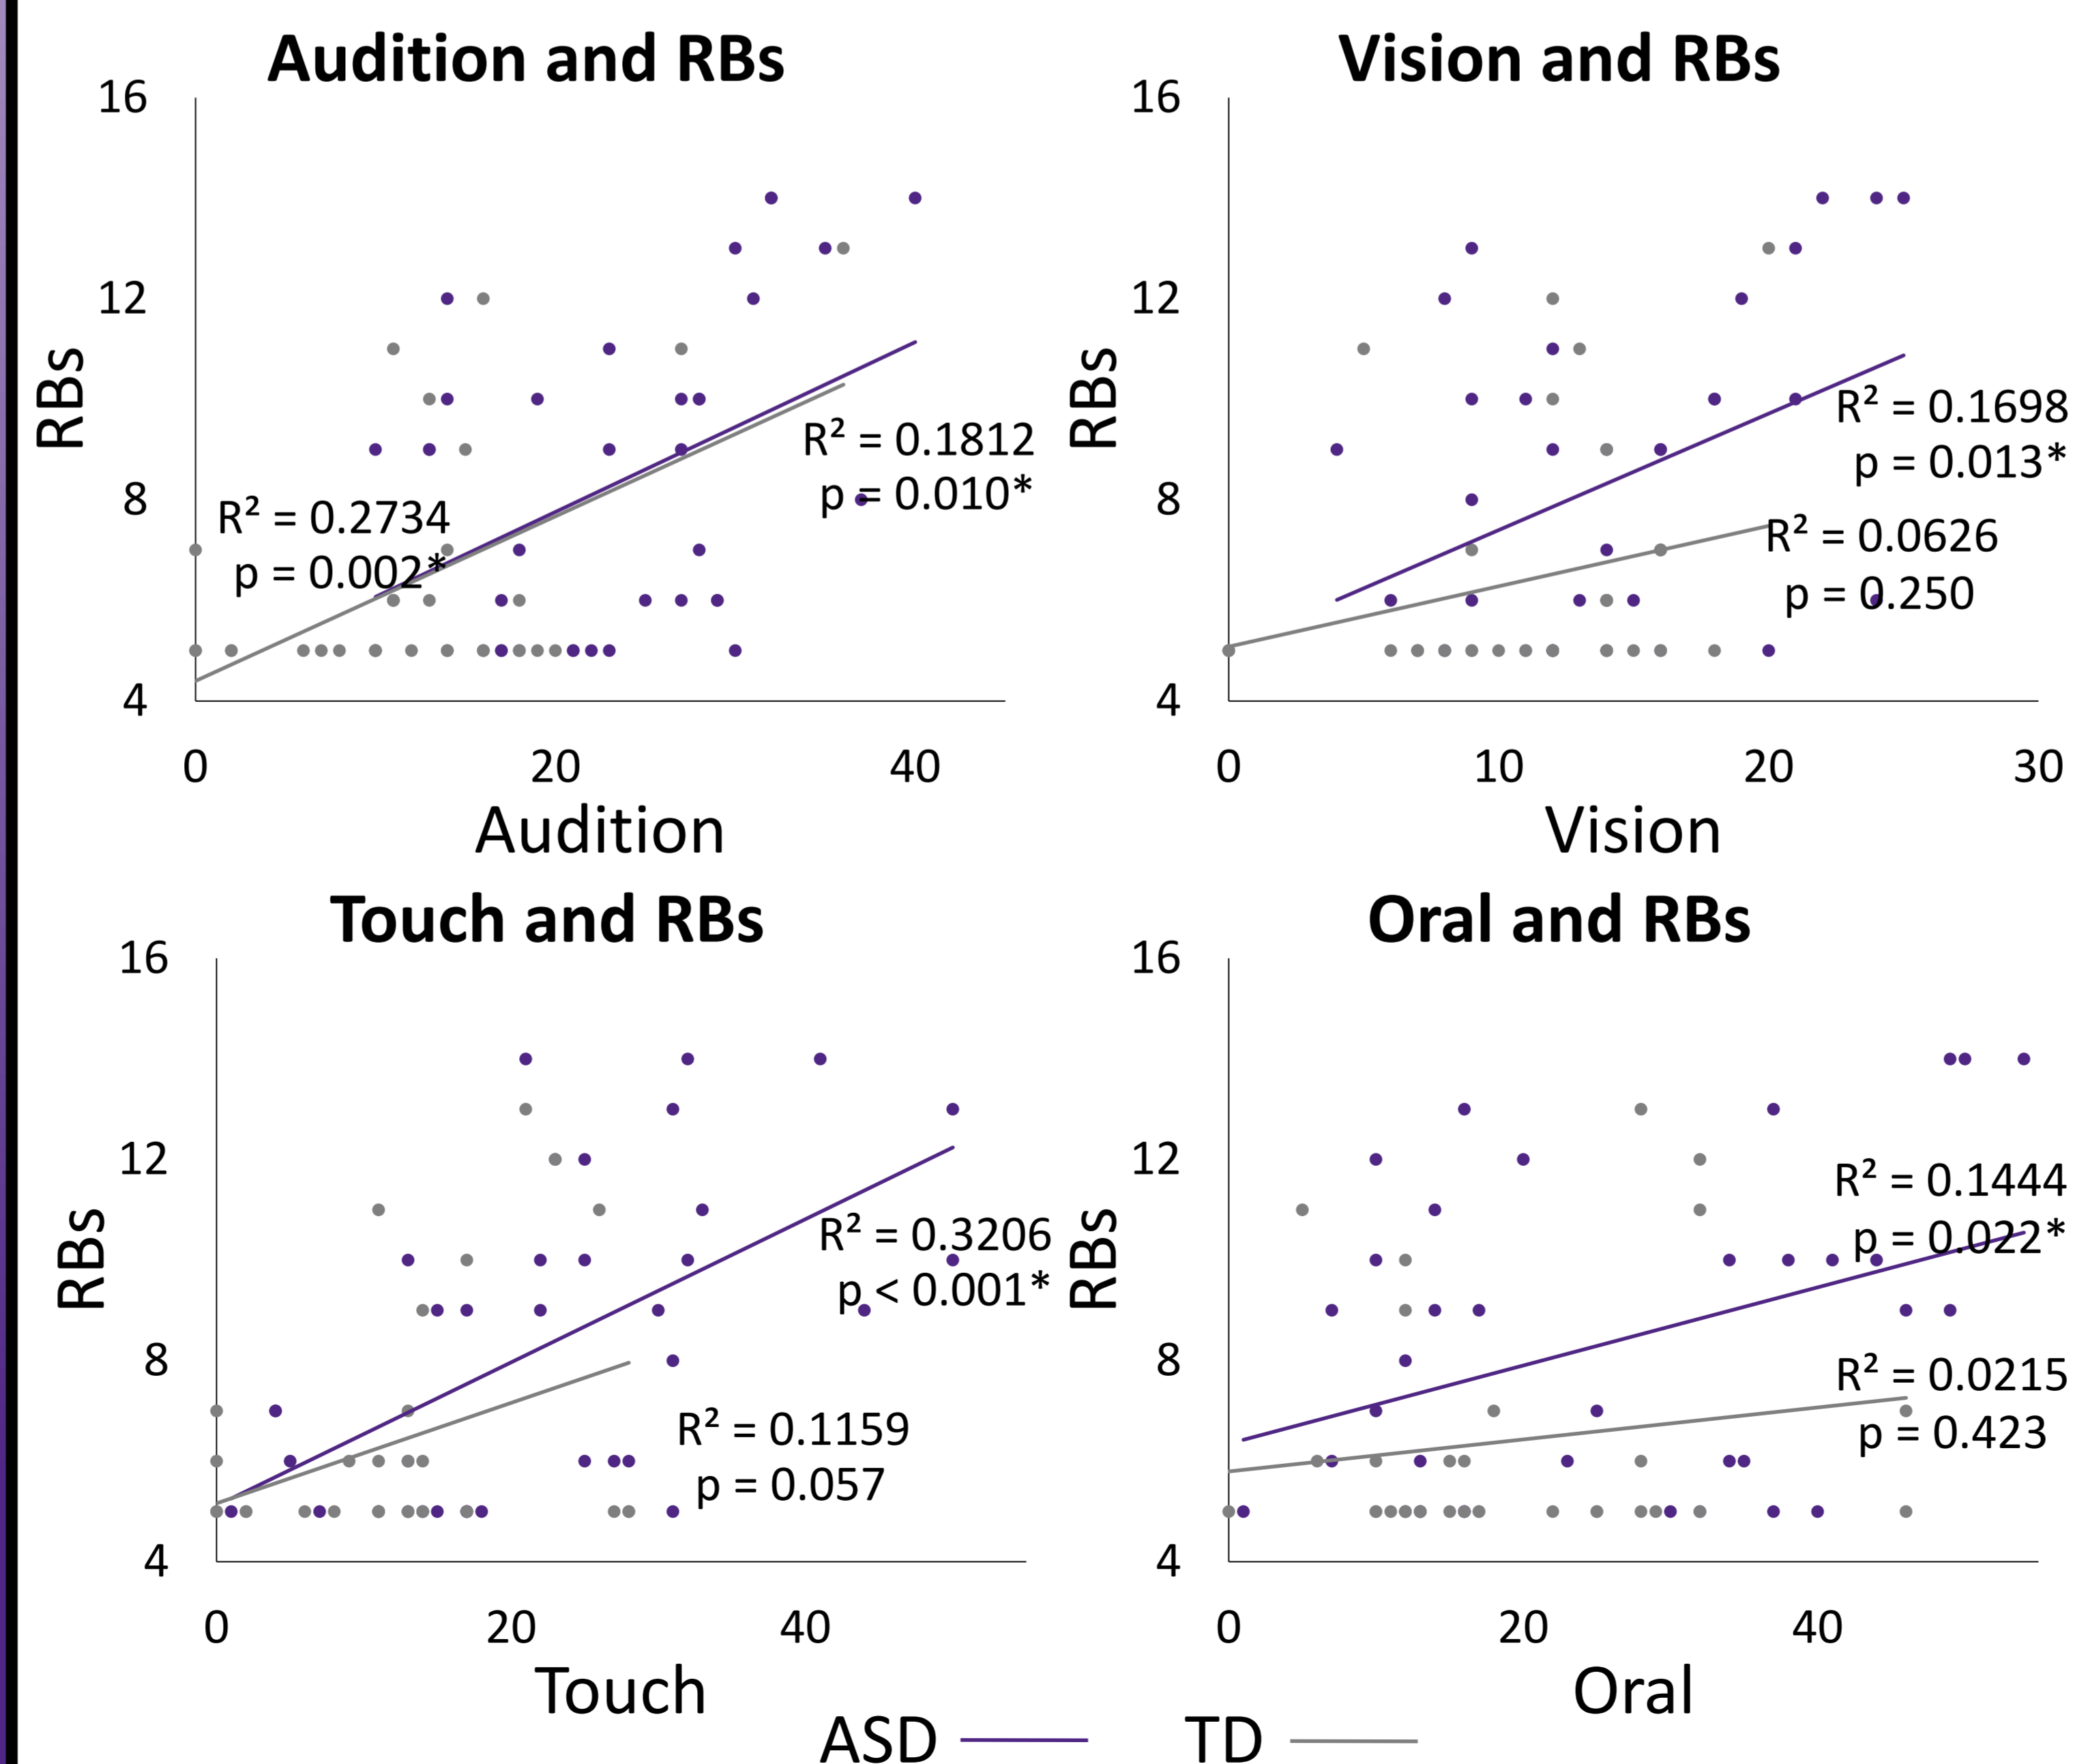 Audition and RBs
16
12
8
4
RBs
R² = 0.2734
p = 0.002*
R² = 0.1812
p = 0.010*
0 20 40
Audition
Vision and RBs
16
12
8
4
RBs
R² = 0.1698
p = 0.013*
R² = 0.0626
p = 0.250
0 10 20 30
Vision
Touch and RBs
16
12
8
4
RBs
R² = 0.3206
p < 0.001*
R² = 0.1159
p = 0.057
0 20 40
Touch
Oral and RBs
16
12
8
4
RBs
R² = 0.1444
p = 0.022*
R² = 0.0215
p = 0.423
0 20 40
Oral
ASD TD